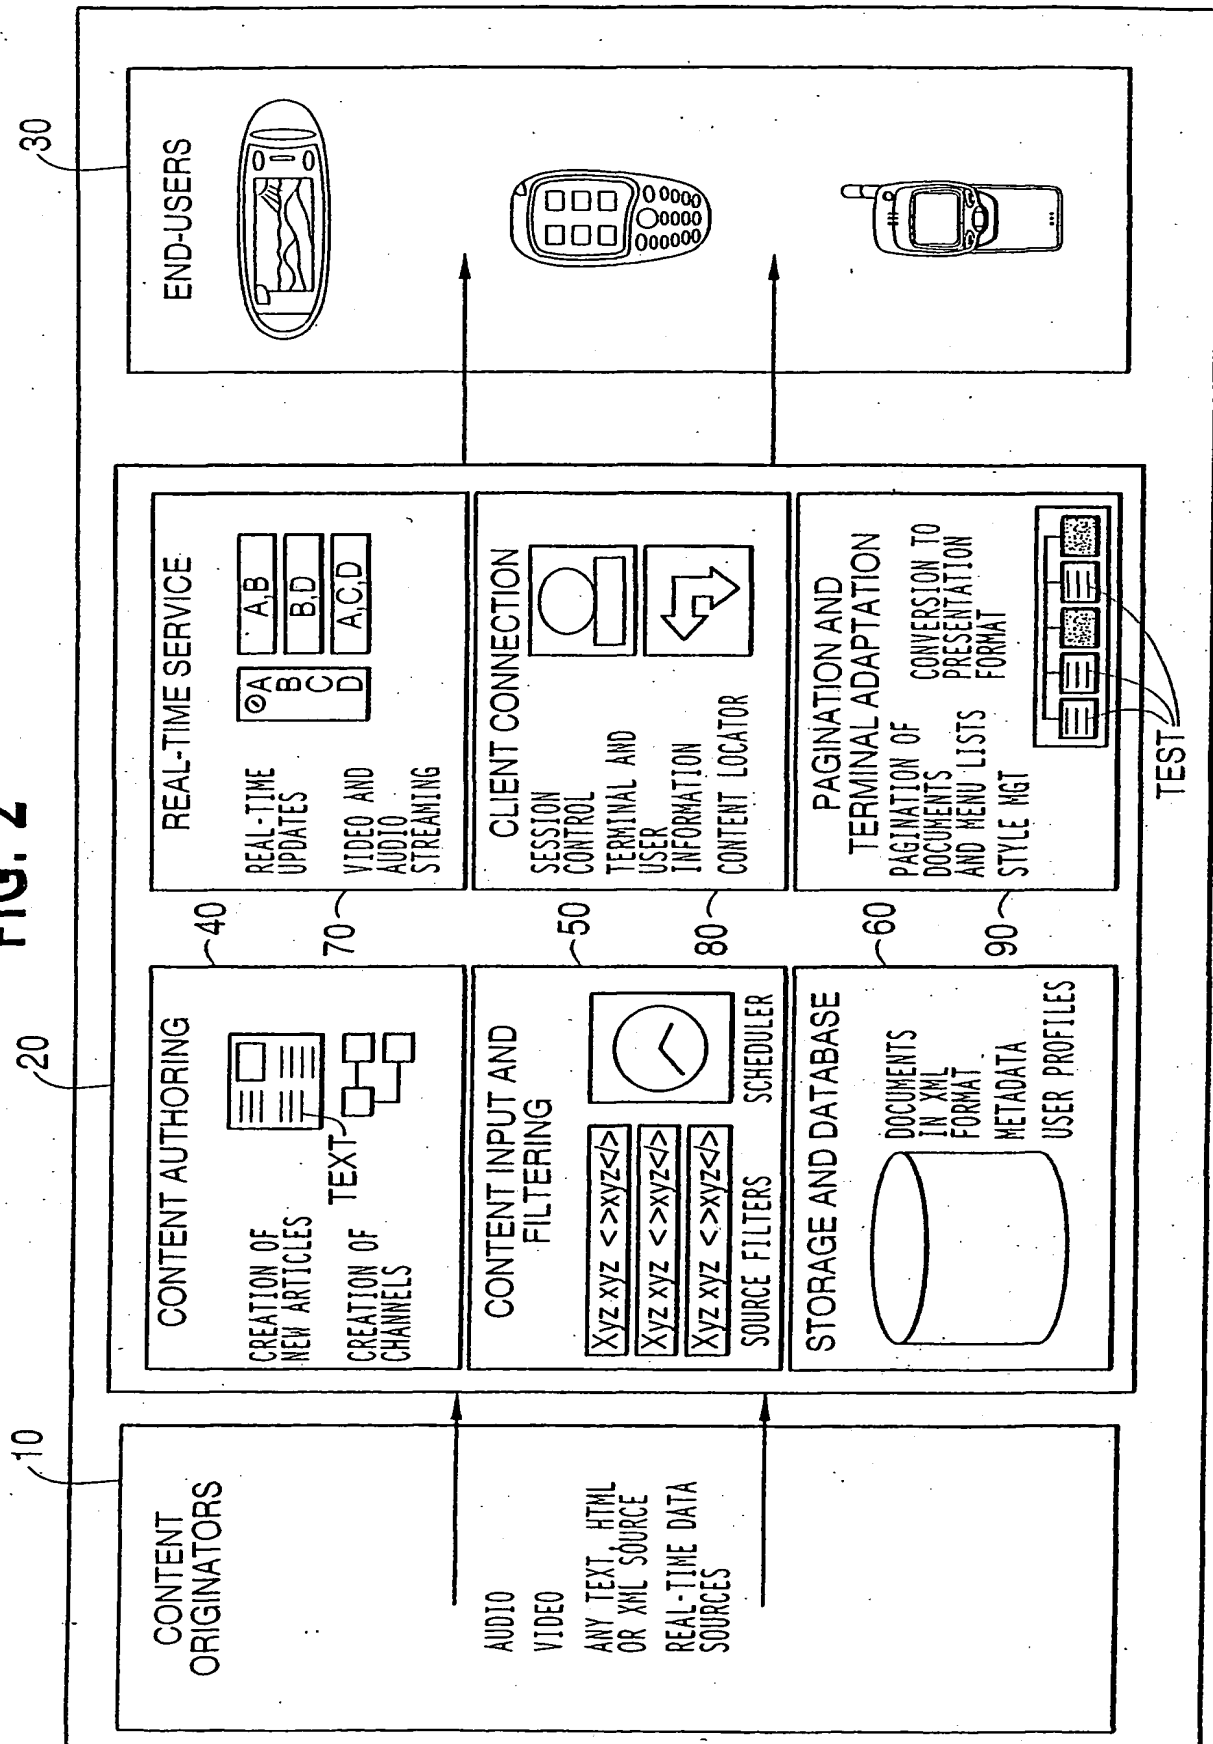 FIG. 2
10
20
30
CONTENT
ORIGINATORS
AUDIO
VIDEO
ANY TEXT, HTML
OR XML SOURCE
REAL-TIME DATA
SOURCES
CONTENT AUTHORING
40
CREATION OF
NEW ARTICLES
TEXT
CREATION OF
CHANNELS
CONTENT INPUT AND
FILTERING
50
Xyz xyz < >xyz</>
Xyz xyz < >xyz</>
Xyz xyz < >xyz</>
SOURCE FILTERS
SCHEDULER
STORAGE AND DATABASE
60
DOCUMENTS
IN XML
FORMAT
METADATA
USER PROFILES
REAL-TIME SERVICE
70
REAL-TIME
UPDATES
VIDEO AND
AUDIO
STREAMING
A
B
C
D
A,B
B,D
A,C,D
CLIENT CONNECTION
80
SESSION
CONTROL
TERMINAL AND
USER
INFORMATION
CONTENT LOCATOR
PAGINATION AND
TERMINAL ADAPTATION
90
PAGINATION OF
DOCUMENTS
AND MENU LISTS
STYLE MGT
CONVERSION TO
PRESENTATION
FORMAT
TEST
END-USERS